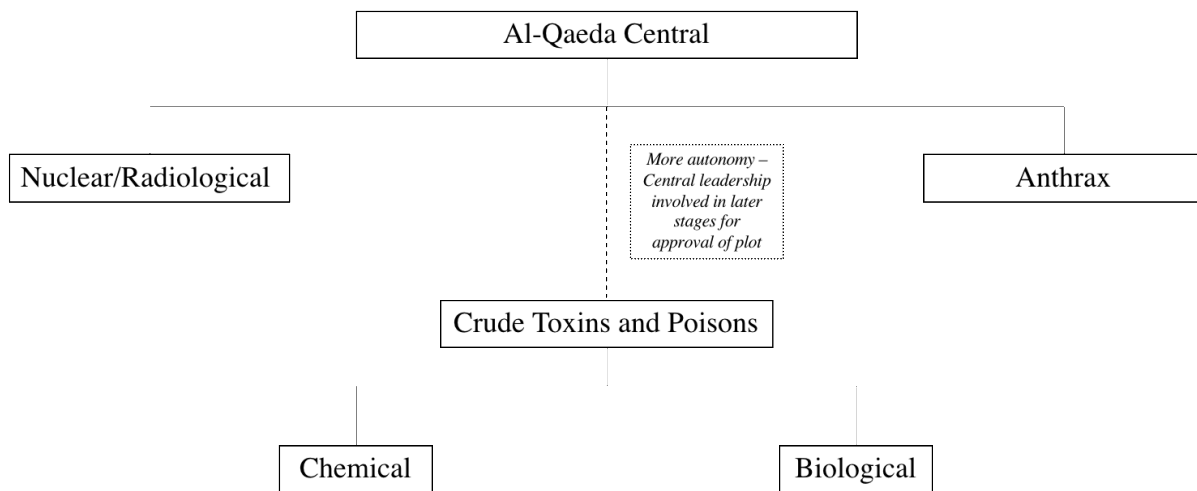 Al-Qaeda Central
Nuclear/Radiological
More autonomy –
Central leadership
involved in later
stages for
approval of plot
Anthrax
Crude Toxins and Poisons
Chemical
Biological